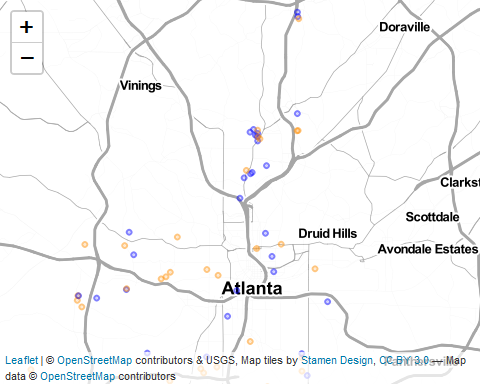 +
−
Doraville
Vinings
Clarkst
Scottdale
Druid Hills
Avondale Estates
Atlanta
Panthersville
Leaflet | © OpenStreetMap contributors & USGS, Map tiles by Stamen Design, CC BY 3.0 — Map
data © OpenStreetMap contributors